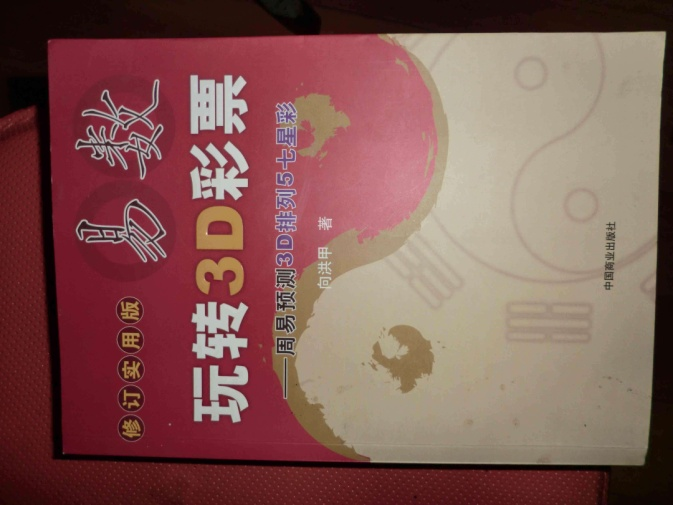 易数
修订实用版
玩转3D彩票
——周易预测3D排列5七星彩
向洪甲 著
中国商业出版社